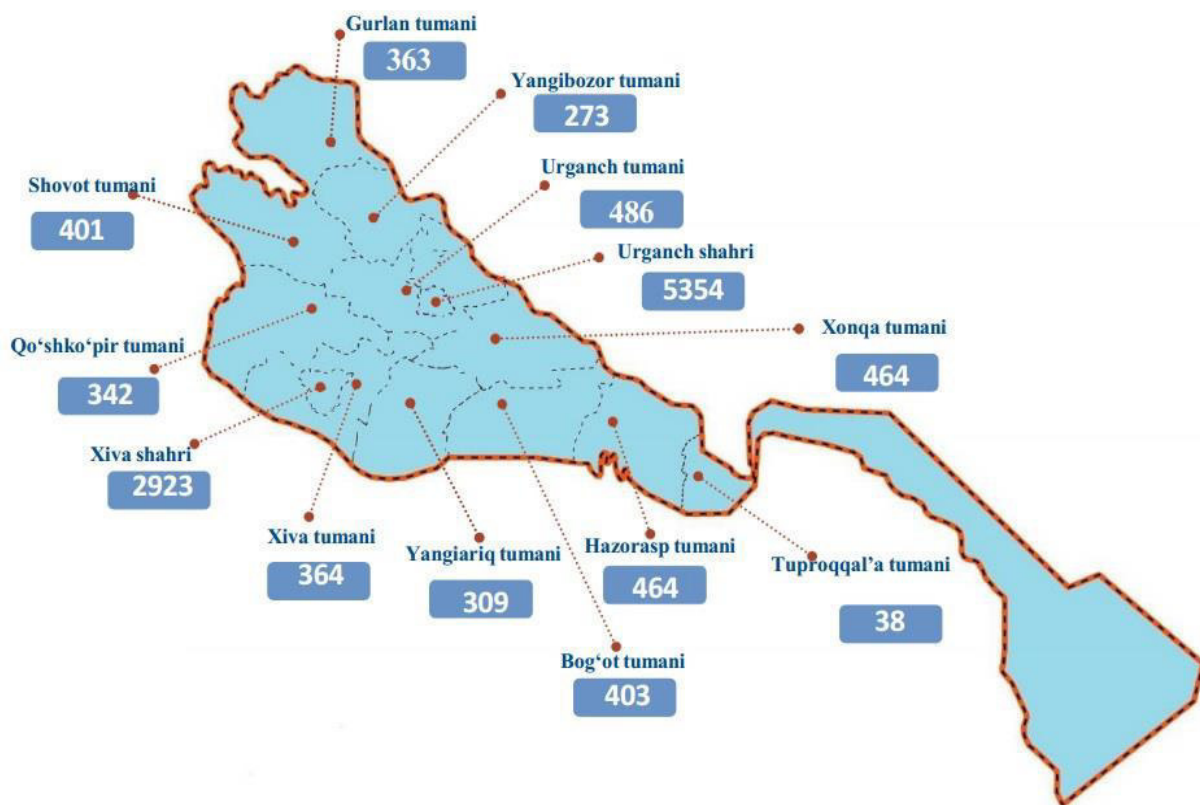 Gurlan tumani
363
Yangibozor tumani
273
Urganch tumani
486
Shovot tumani
401
Urganch shahri
5354
Xonqa tumani
464
Qo‘shko‘pir tumani
342
Xiva shahri
2923
Xiva tumani
364
Yangiariq tumani
309
Hazorasp tumani
464
Tuproqqal’a tumani
38
Bog‘ot tumani
403